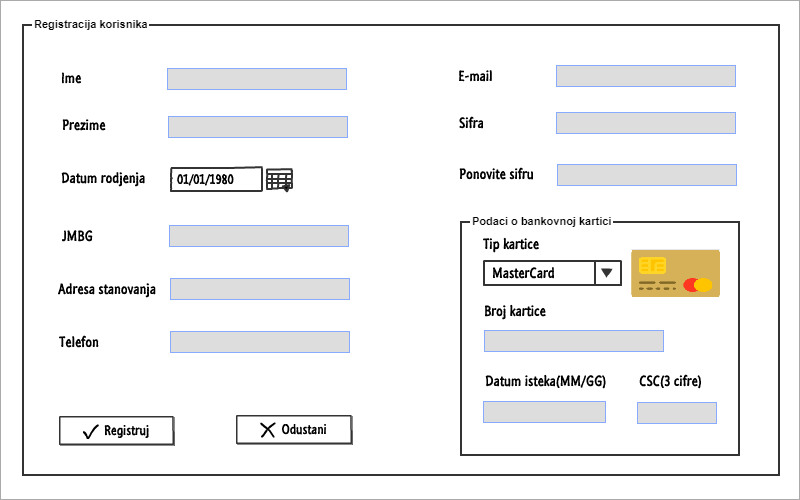 Registracija korisnika
Ime
Prezime
Datum rodjenja
01/01/1980
JMBG
Adresa stanovanja
Telefon
Registruj
Odustani
E-mail
Sifra
Ponovite sifru
Podaci o bankovnoj kartici
Tip kartice
MasterCard
Broj kartice
Datum isteka(MM/GG)
CSC(3 cifre)